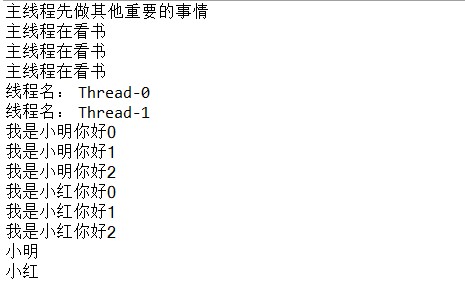 主线程先做其他重要的事情
主线程在看书
主线程在看书
主线程在看书
线程名： Thread-0
线程名： Thread-1
我是小明你好0
我是小明你好1
我是小明你好2
我是小红你好0
我是小红你好1
我是小红你好2
小明
小红